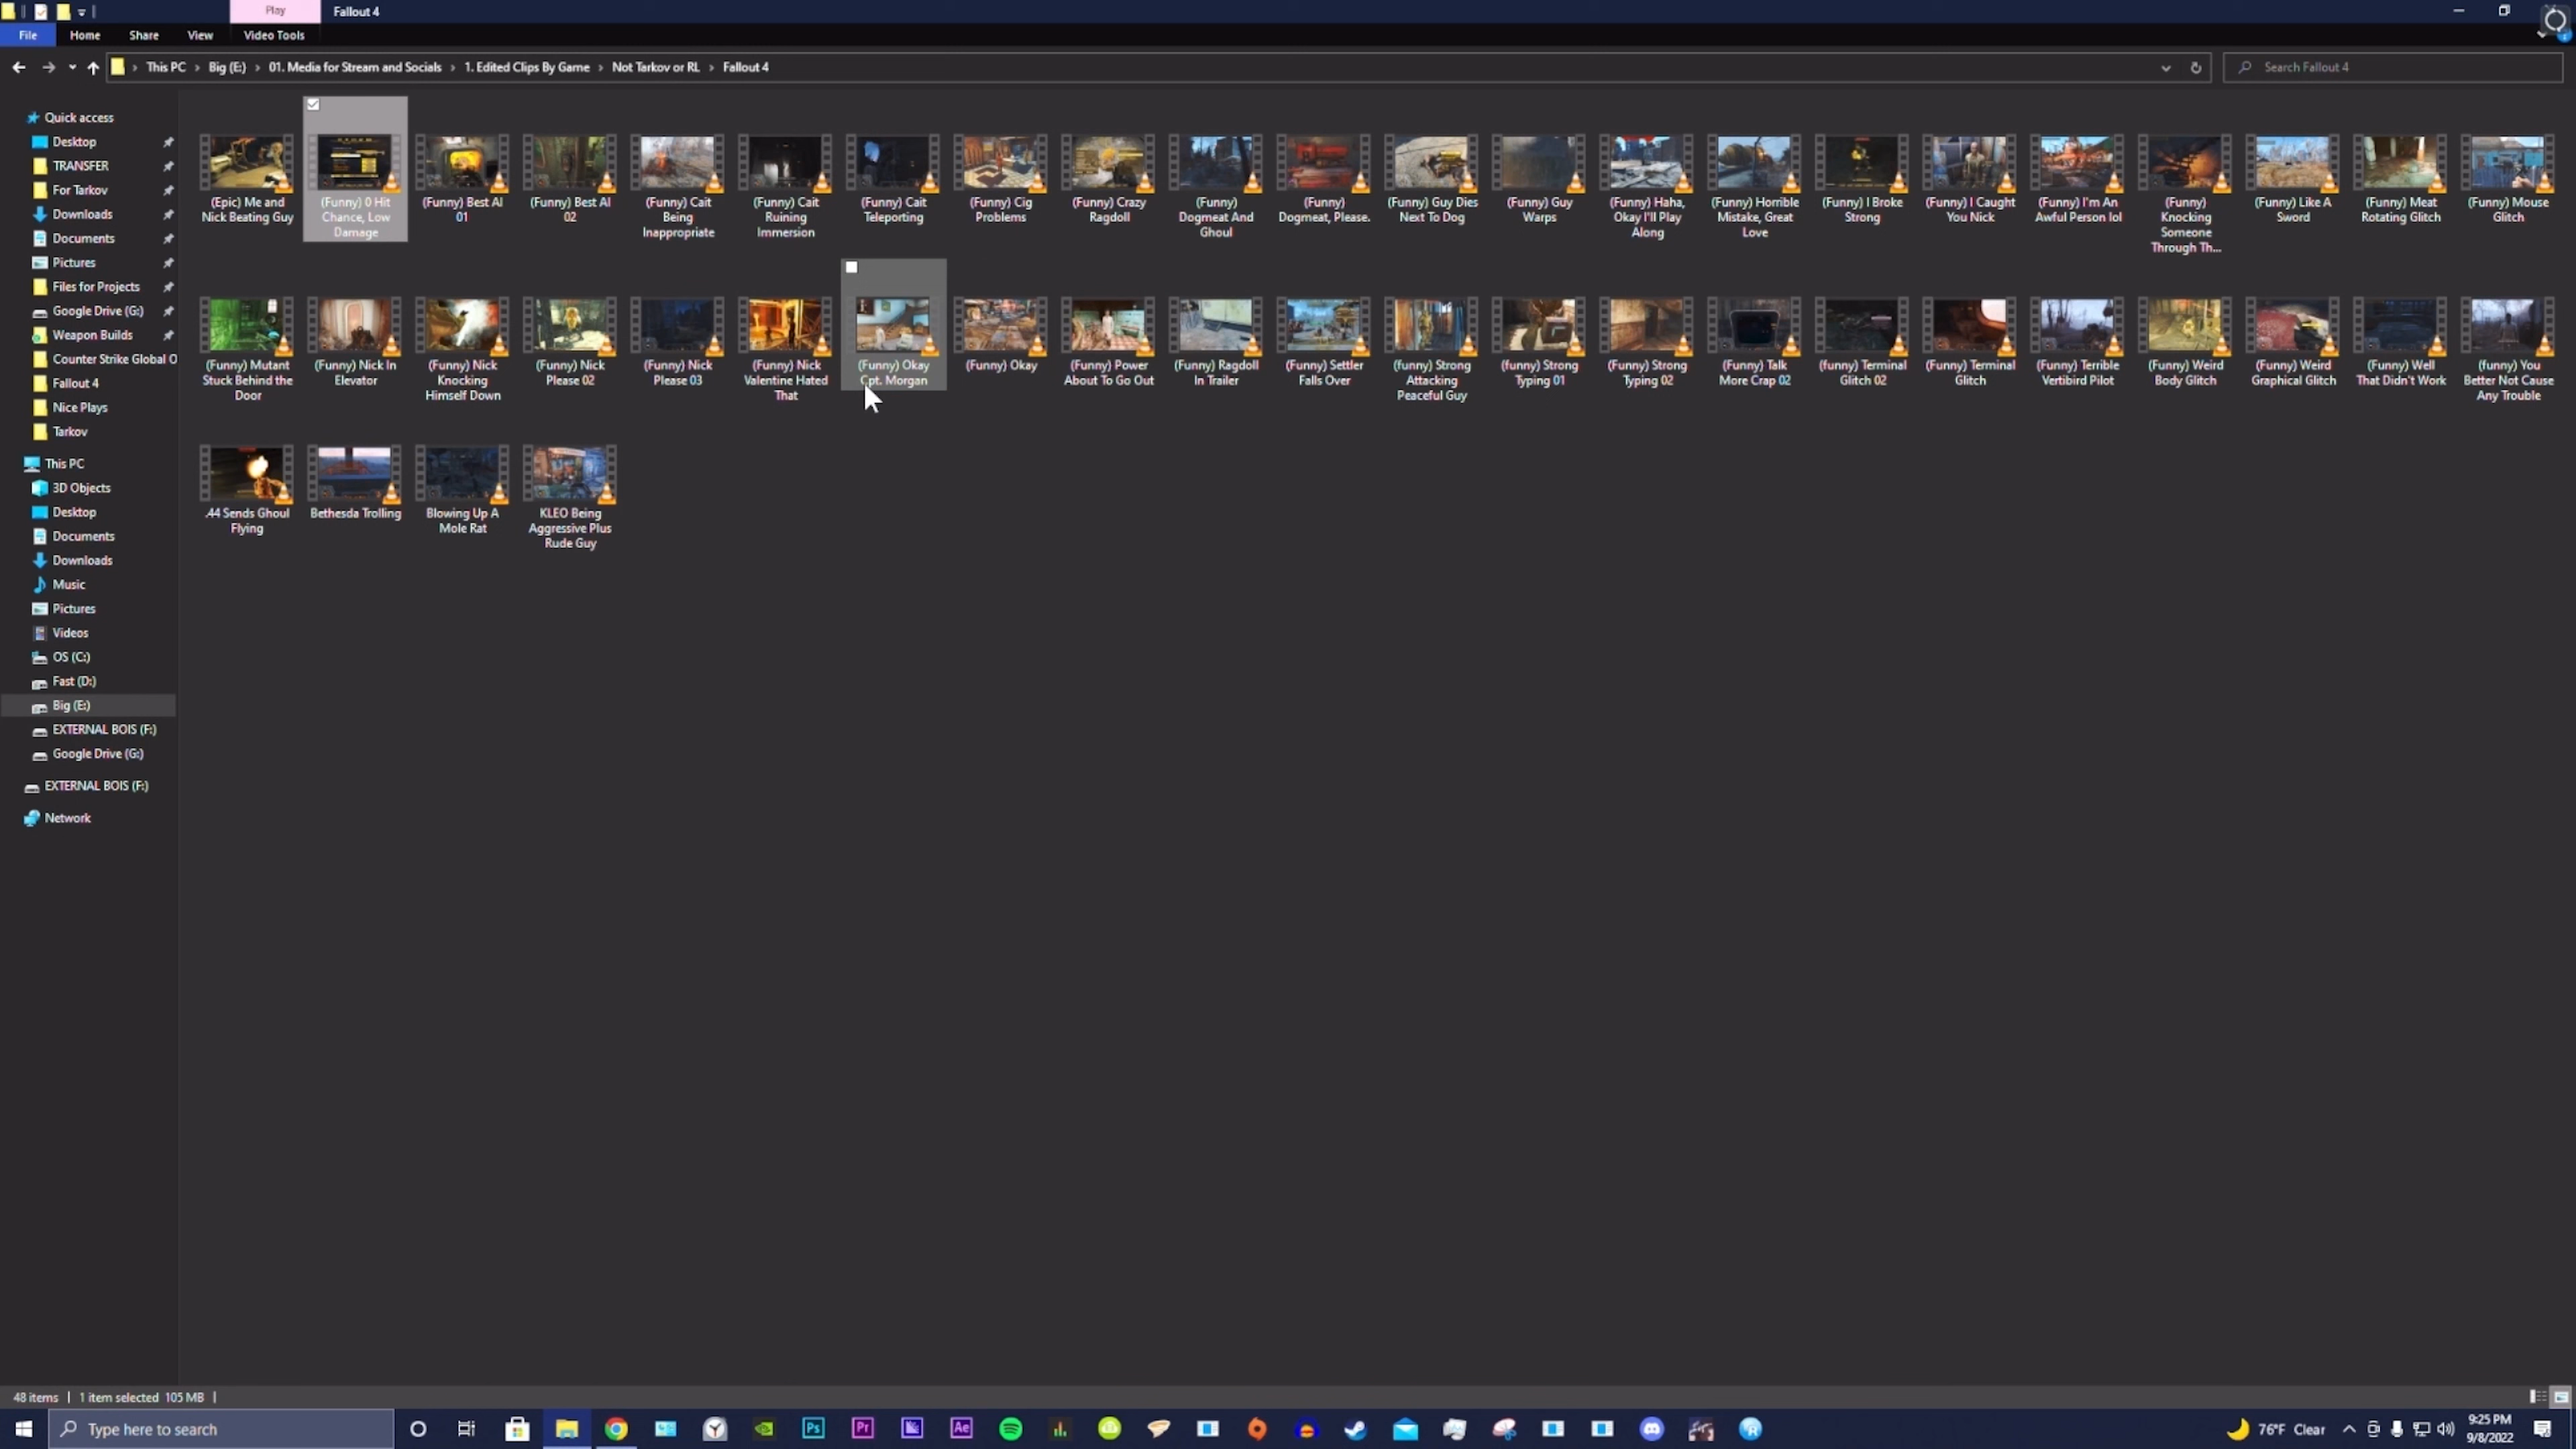 Play
Fallout 4
File
Home
Share
View
Video Tools
This PC › Big (E:) › 01. Media for Stream and Socials › 1. Edited Clips By Game › Not Tarkov or RL › Fallout 4
Search Fallout 4
Quick access
Desktop
TRANSFER
For Tarkov
Downloads
Documents
Pictures
Files for Projects
Google Drive (G:)
Weapon Builds
Counter Strike Global O
Fallout 4
Nice Plays
Tarkov
This PC
3D Objects
Desktop
Documents
Downloads
Music
Pictures
Videos
OS (C:)
Fast (D:)
Big (E:)
EXTERNAL BOIS (F:)
Google Drive (G:)
EXTERNAL BOIS (F:)
Network
(Epic) Me and
Nick Beating Guy
(Funny) 0 Hit
Chance, Low
Damage
(Funny) Best AI
01
(Funny) Best AI
02
(Funny) Cait
Being
Inappropriate
(Funny) Cait
Ruining
Immersion
(Funny) Cait
Teleporting
(Funny) Cig
Problems
(Funny) Crazy
Ragdoll
(Funny)
Dogmeat And
Ghoul
(Funny)
Dogmeat, Please.
(Funny) Guy Dies
Next To Dog
(Funny) Guy
Warps
(Funny) Haha,
Okay I'll Play
Along
(Funny) Horrible
Mistake, Great
Love
(Funny) I Broke
Strong
(Funny) I Caught
You Nick
(Funny) I'm An
Awful Person lol
(Funny)
Knocking
Someone
Through Th...
(Funny) Like A
Sword
(Funny) Meat
Rotating Glitch
(Funny) Mouse
Glitch
(Funny) Mutant
Stuck Behind the
Door
(Funny) Nick In
Elevator
(Funny) Nick
Knocking
Himself Down
(Funny) Nick
Please 02
(Funny) Nick
Please 03
(Funny) Nick
Valentine Hated
That
(Funny) Okay
Cpt. Morgan
(Funny) Okay
(Funny) Power
About To Go Out
(Funny) Ragdoll
In Trailer
(Funny) Settler
Falls Over
(funny) Strong
Attacking
Peaceful Guy
(funny) Strong
Typing 01
(Funny) Strong
Typing 02
(Funny) Talk
More Crap 02
(funny) Terminal
Glitch 02
(Funny) Terminal
Glitch
(Funny) Terrible
Vertibird Pilot
(Funny) Weird
Body Glitch
(Funny) Weird
Graphical Glitch
(Funny) Well
That Didn't Work
(funny) You
Better Not Cause
Any Trouble
.44 Sends Ghoul
Flying
Bethesda Trolling
Blowing Up A
Mole Rat
KLEO Being
Aggressive Plus
Rude Guy
48 items
1 item selected 105 MB
Type here to search
Ps
Pr
Ae
76°F Clear
9:25 PM
9/8/2022